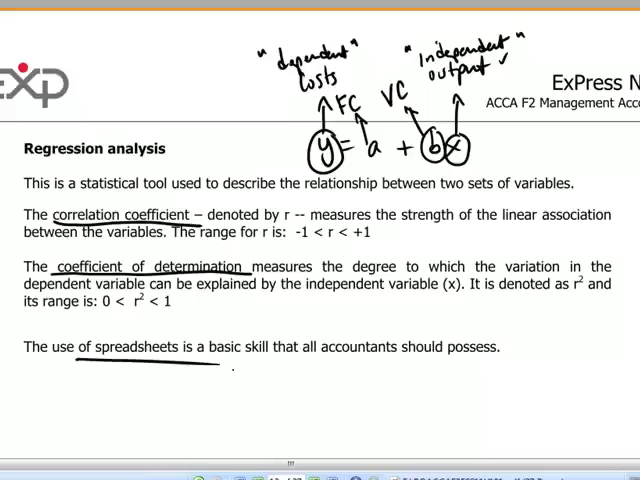 "dependent" "Independent"
costs output ✓
FC VC
y = a + bx
exp
ExPress N
ACCA F2 Management Acco
Regression analysis
This is a statistical tool used to describe the relationship between two sets of variables.
The correlation coefficient – denoted by r -- measures the strength of the linear association
between the variables. The range for r is: -1 < r < +1
The coefficient of determination measures the degree to which the variation in the
dependent variable can be explained by the independent variable (x). It is denoted as r² and
its range is: 0 < r² < 1
The use of spreadsheets is a basic skill that all accountants should possess.